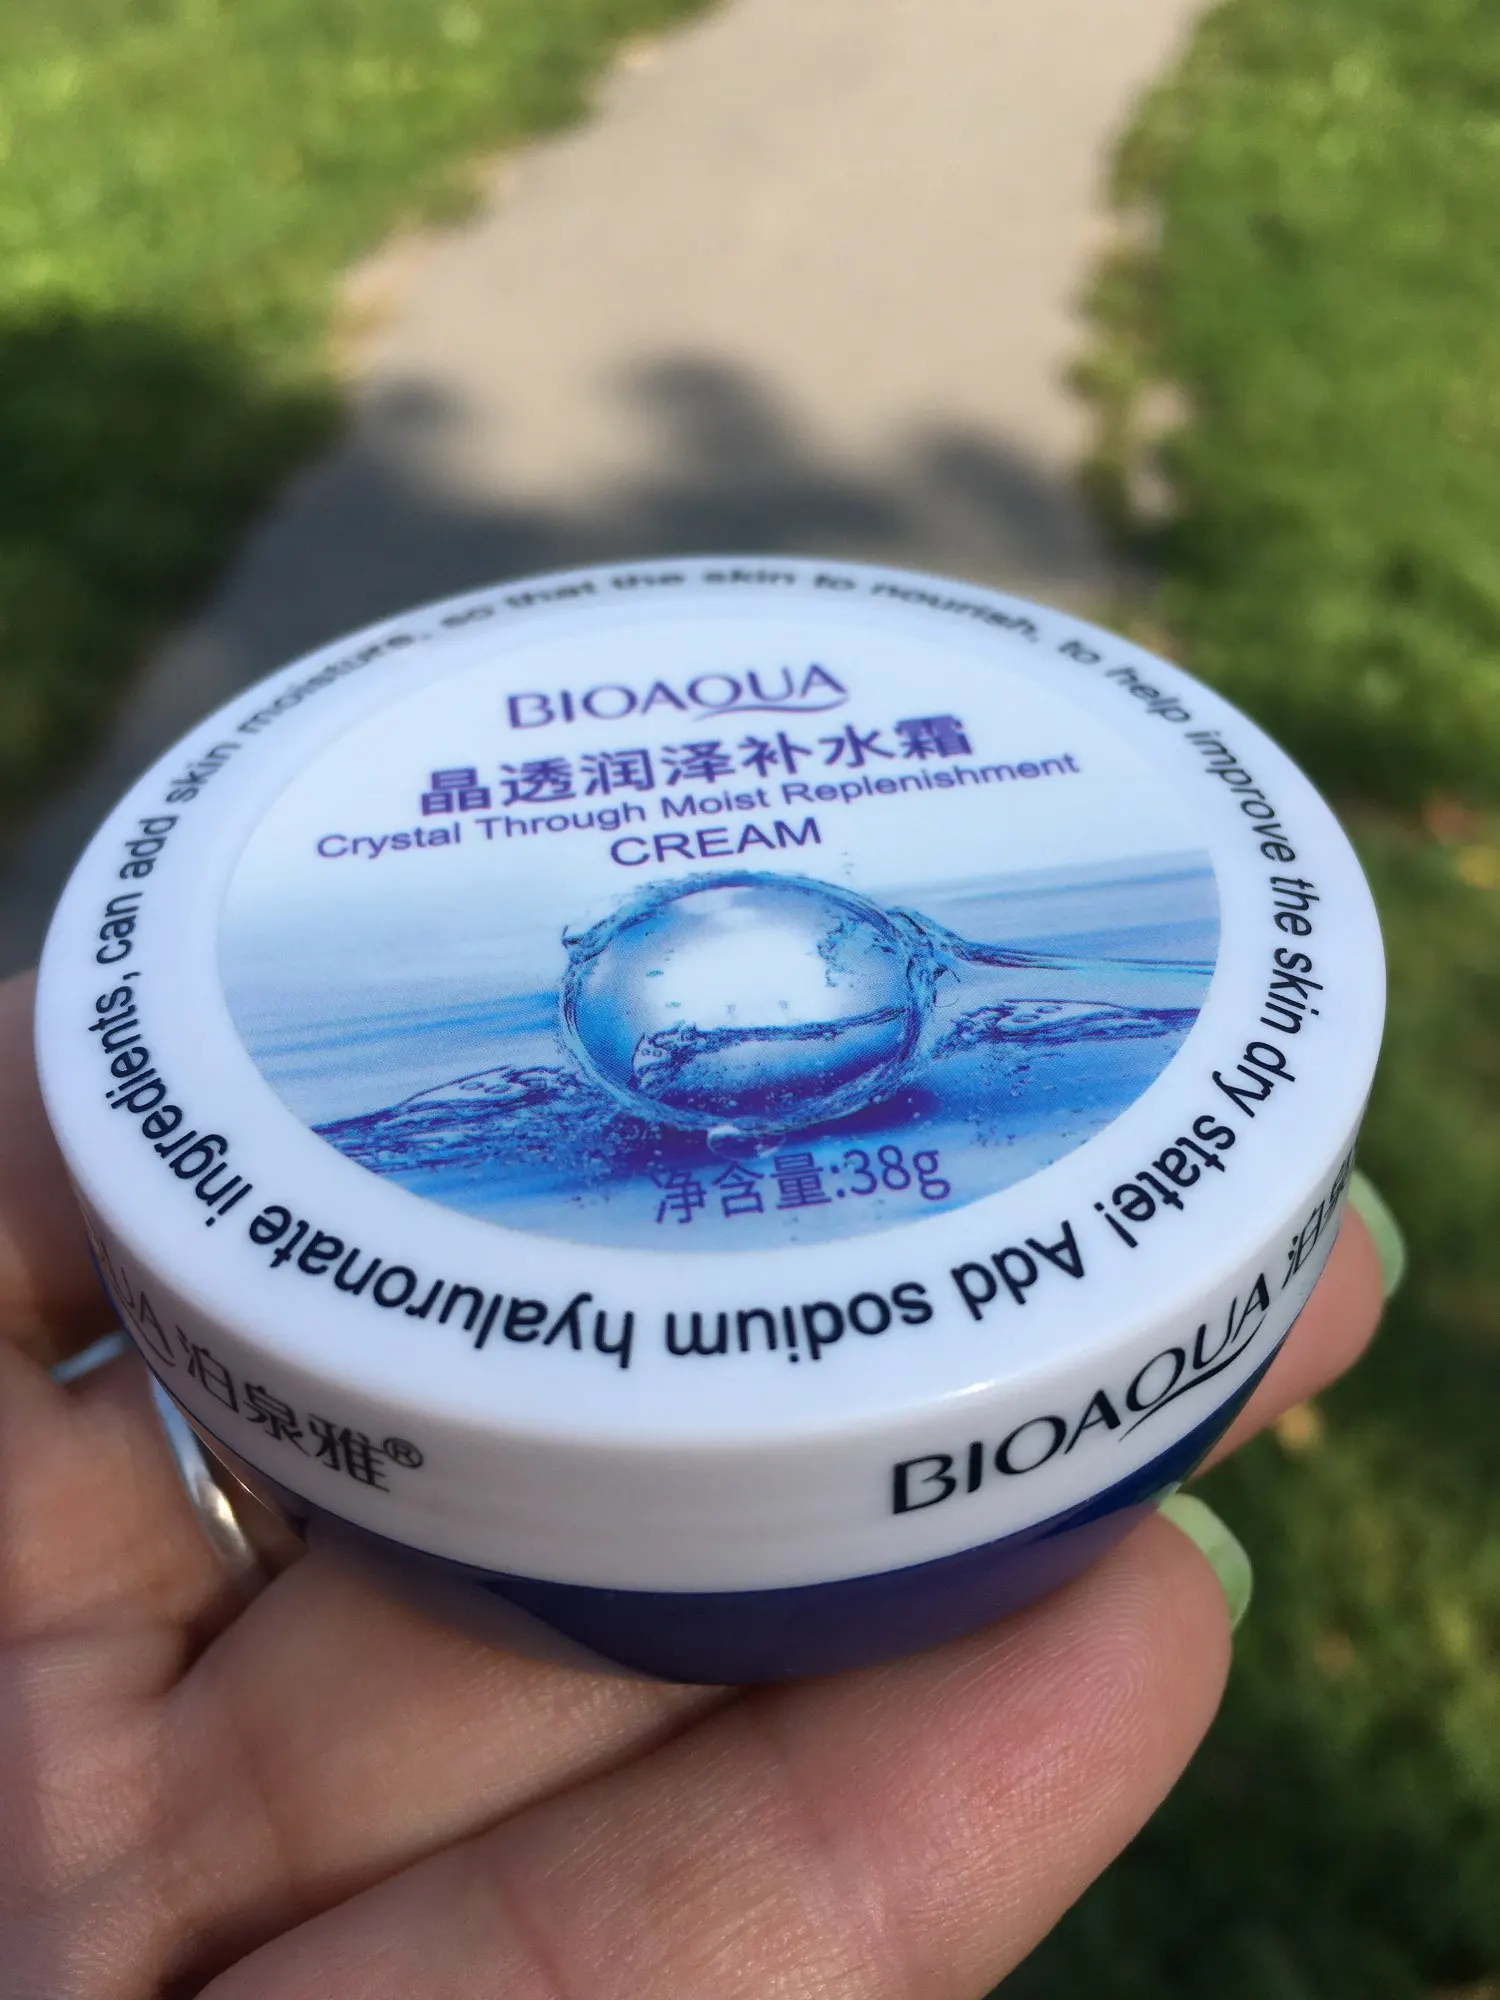 BIOAQUA
晶透润泽补水霜
Crystal Through Moist Replenishment
CREAM
净含量:38g
Add sodium hyaluronate ingredients, can add skin moisture, so that the skin to nourish, to help improve the skin dry state!
泊泉雅®
BIOAQUA